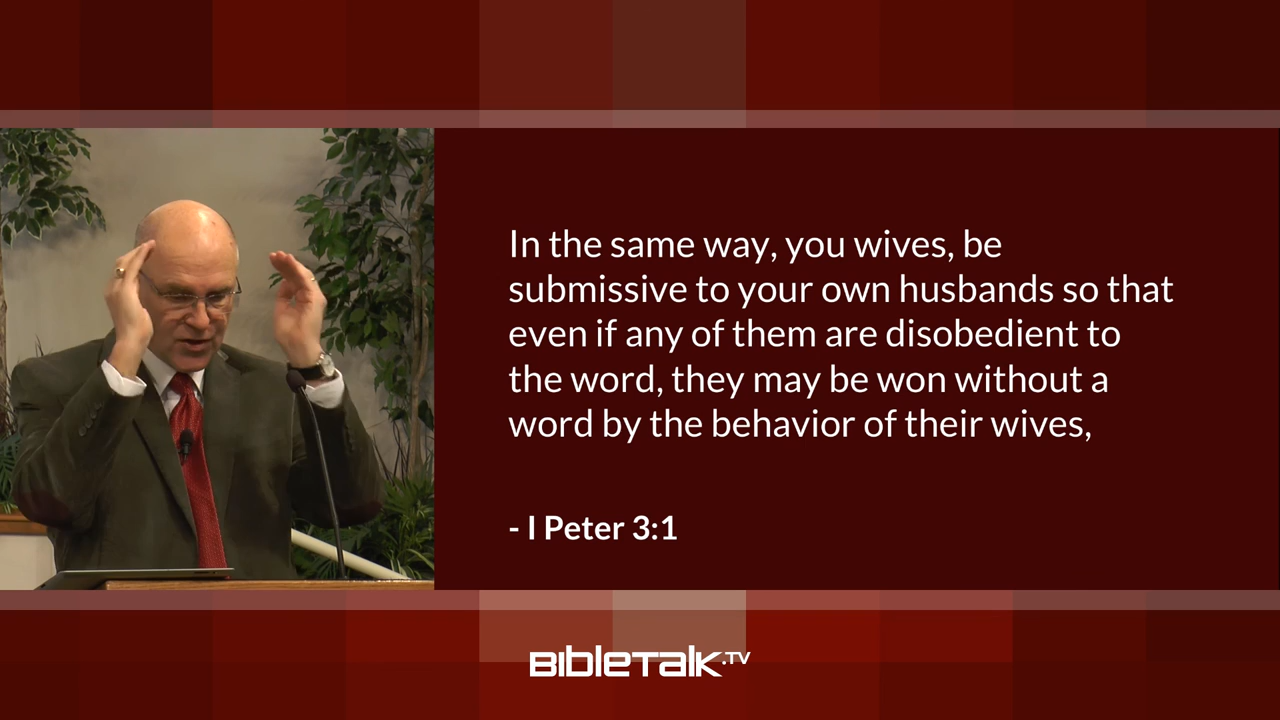 In the same way, you wives, be
submissive to your own husbands so that
even if any of them are disobedient to
the word, they may be won without a
word by the behavior of their wives,
- I Peter 3:1
BIBLETALK.TV